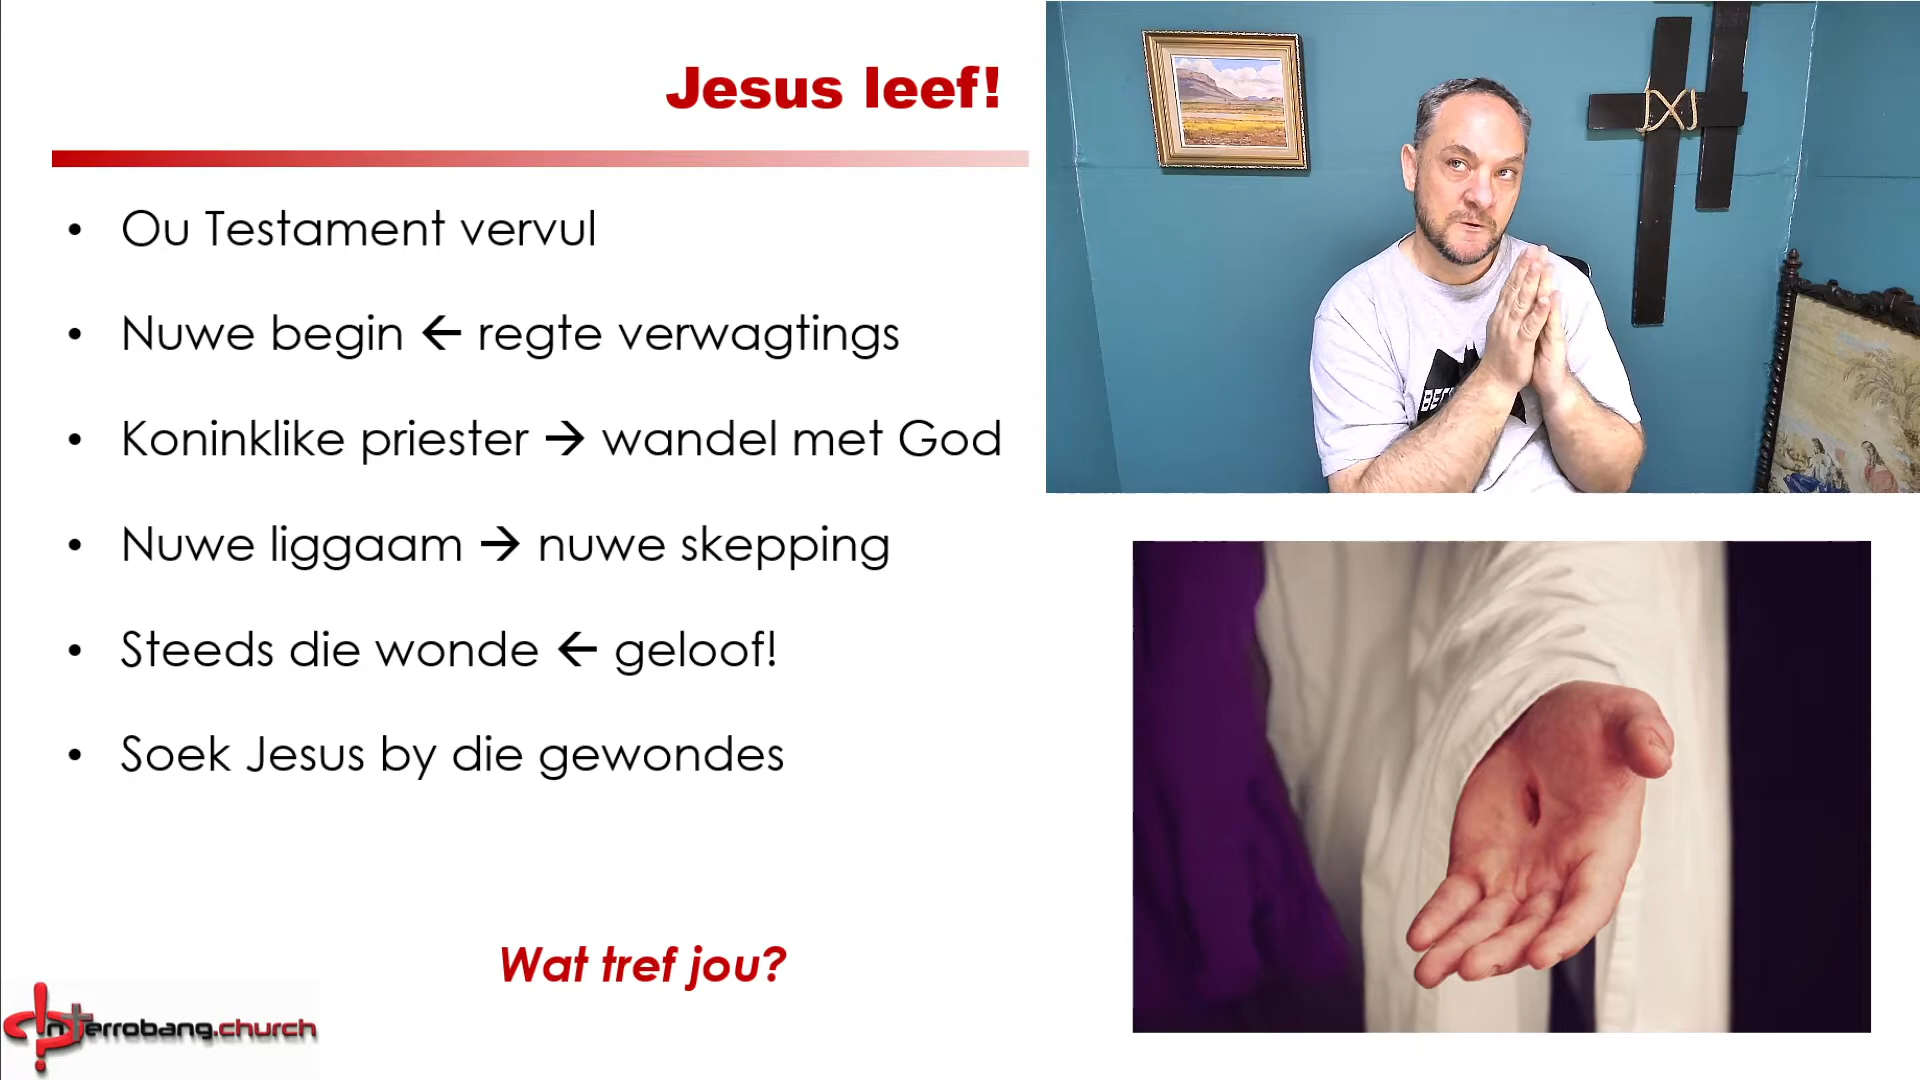 Jesus leef!
• Ou Testament vervul
• Nuwe begin ← regte verwagtings
• Koninklike priester → wandel met God
• Nuwe liggaam → nuwe skepping
• Steeds die wonde ← geloof!
• Soek Jesus by die gewondes
Wat tref jou?
interrobang.church